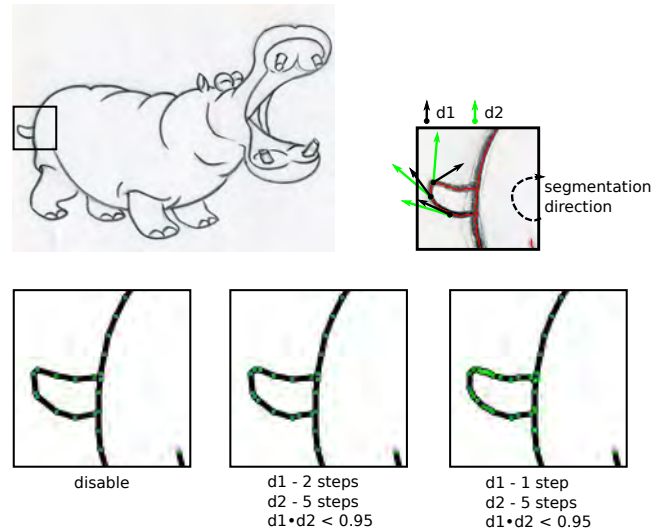 d1 d2
segmentation
direction
disable
d1 - 2 steps
d2 - 5 steps
d1•d2 < 0.95
d1 - 1 step
d2 - 5 steps
d1•d2 < 0.95